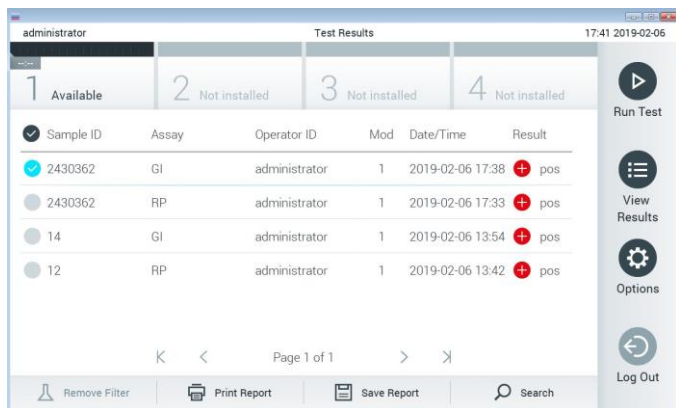 administrator Test Results 17:41 2019-02-06
1 Available 2 Not installed 3 Not installed 4 Not installed
Run Test
Sample ID Assay Operator ID Mod Date/Time Result
2430362 GI administrator 1 2019-02-06 17:38 pos
2430362 RP administrator 1 2019-02-06 17:33 pos
View
Results
14 GI administrator 1 2019-02-06 13:54 pos
12 RP administrator 1 2019-02-06 13:42 pos
Options
Page 1 of 1
Log Out
Remove Filter Print Report Save Report Search